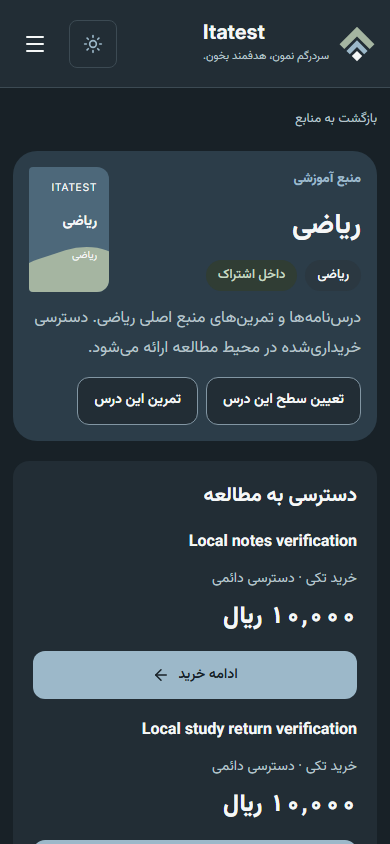 Itatest
سردرگم نمون، هدفمند بخون.
بازگشت به منابع
منبع آموزشی
ریاضی
ریاضی
داخل اشتراک
ITATEST
ریاضی
ریاضی
درس‌نامه‌ها و تمرین‌های منبع اصلی ریاضی. دسترسی
خریداری‌شده در محیط مطالعه ارائه می‌شود.
تعیین سطح این درس
تمرین این درس
دسترسی به مطالعه
Local notes verification
خرید تکی · دسترسی دائمی
۱۰,۰۰۰ ریال
ادامه خرید ←
Local study return verification
خرید تکی · دسترسی دائمی
۱۰,۰۰۰ ریال